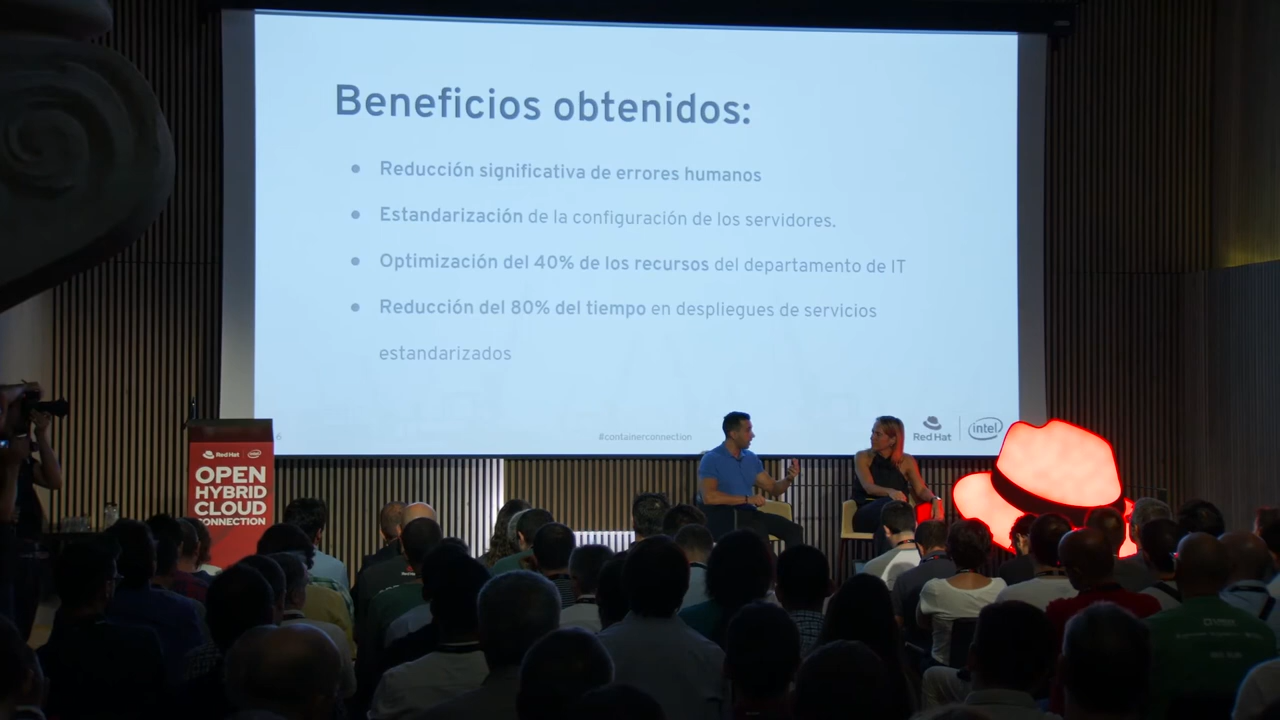 Beneficios obtenidos:
● Reducción significativa de errores humanos
● Estandarización de la configuración de los servidores.
● Optimización del 40% de los recursos del departamento de IT
● Reducción del 80% del tiempo en despliegues de servicios
estandarizados
6
#containerconnection
Red Hat
intel
Red Hat
intel
OPEN
HYBRID
CLOUD
CONNECTION